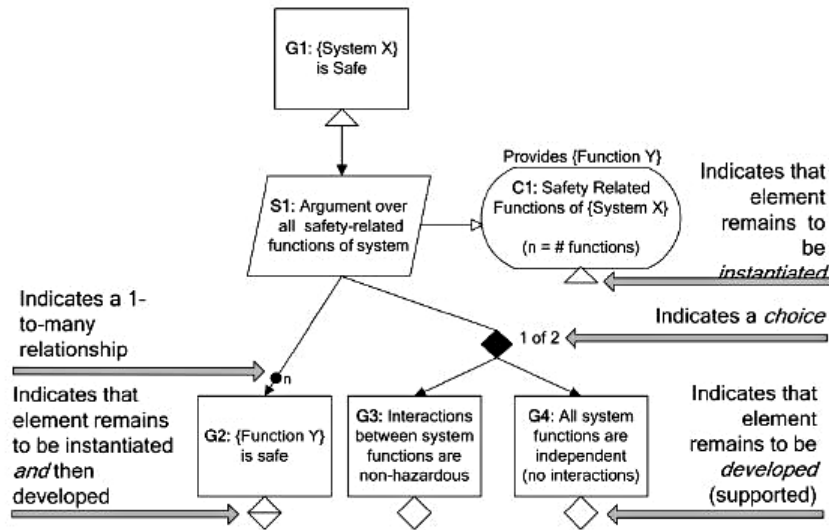 G1: {System X}
is Safe
Provides {Function Y}
C1: Safety Related
Functions of {System X}
(n = # functions)
S1: Argument over
all safety-related
functions of system
Indicates that
element
remains to
be
instantiated
Indicates a 1-
to-many
relationship
1 of 2
Indicates a choice
n
Indicates that
element remains
to be instantiated
and then
developed
G2: {Function Y}
is safe
G3: Interactions
between system
functions are
non-hazardous
G4: All system
functions are
independent
(no interactions)
Indicates that
element
remains to be
developed
(supported)